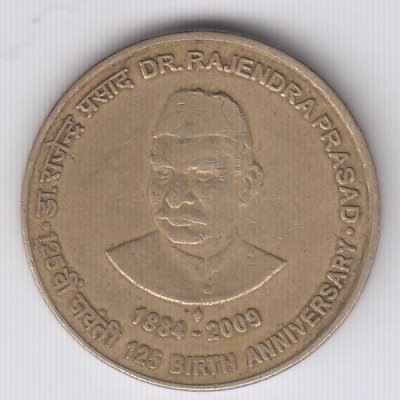 डा. राजेन्द्र प्रसाद DR. RAJENDRA PRASAD
125वीं जयंती 125 BIRTH ANNIVERSARY
1884 - 2009